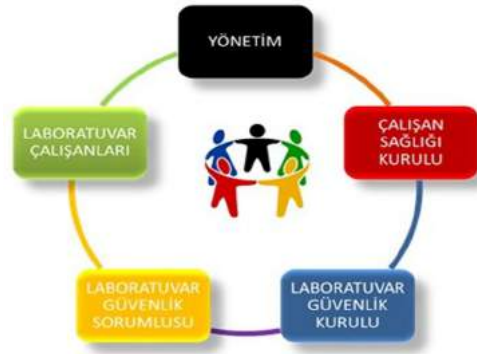 YÖNETİM
ÇALIŞAN
SAĞLIĞI
KURULU
LABORATUVAR
GÜVENLİK
KURULU
LABORATUVAR
GÜVENLİK
SORUMLUSU
LABORATUVAR
ÇALIŞANLARI